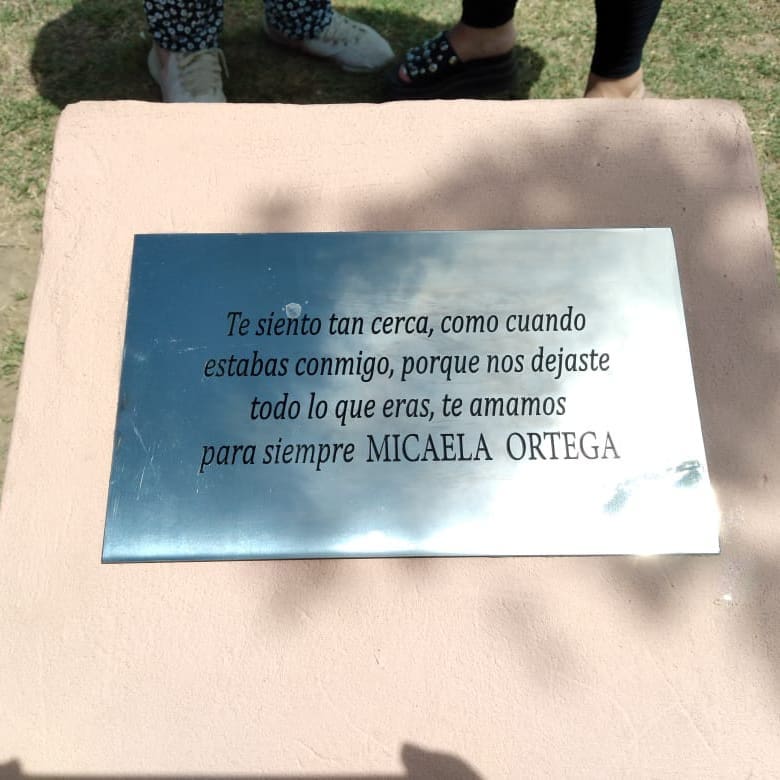 Te siento tan cerca, como cuando
estabas conmigo, porque nos dejaste
todo lo que eras, te amamos
para siempre MICAELA ORTEGA